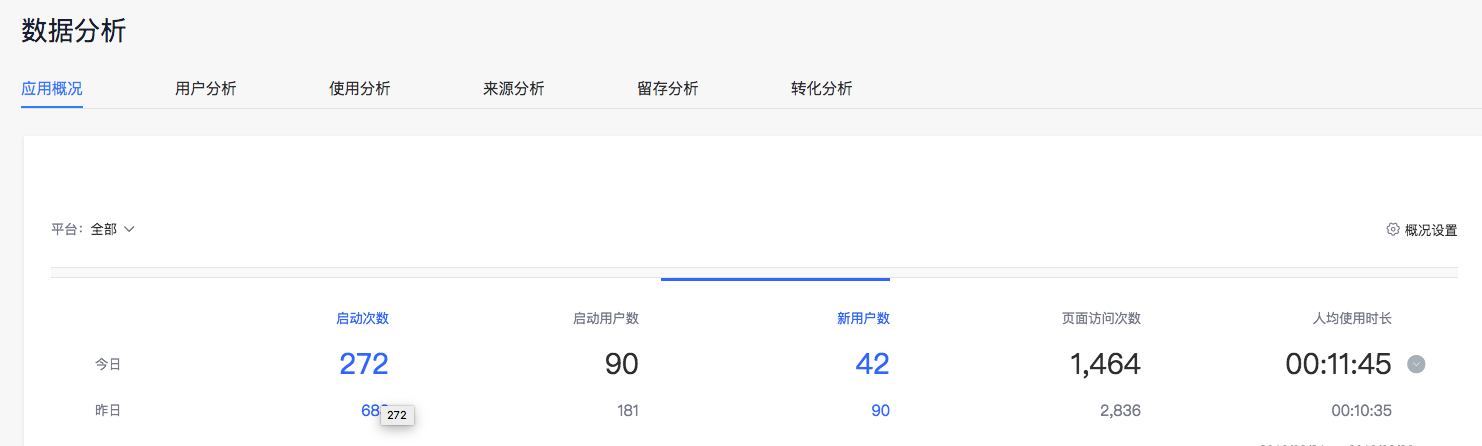 数据分析
应用概况 用户分析 使用分析 来源分析 留存分析 转化分析
平台: 全部 概况设置
启动次数 启动用户数 新用户数 页面访问次数 人均使用时长
今日 272 90 42 1,464 00:11:45
昨日 181 90 2,836 00:10:35
272